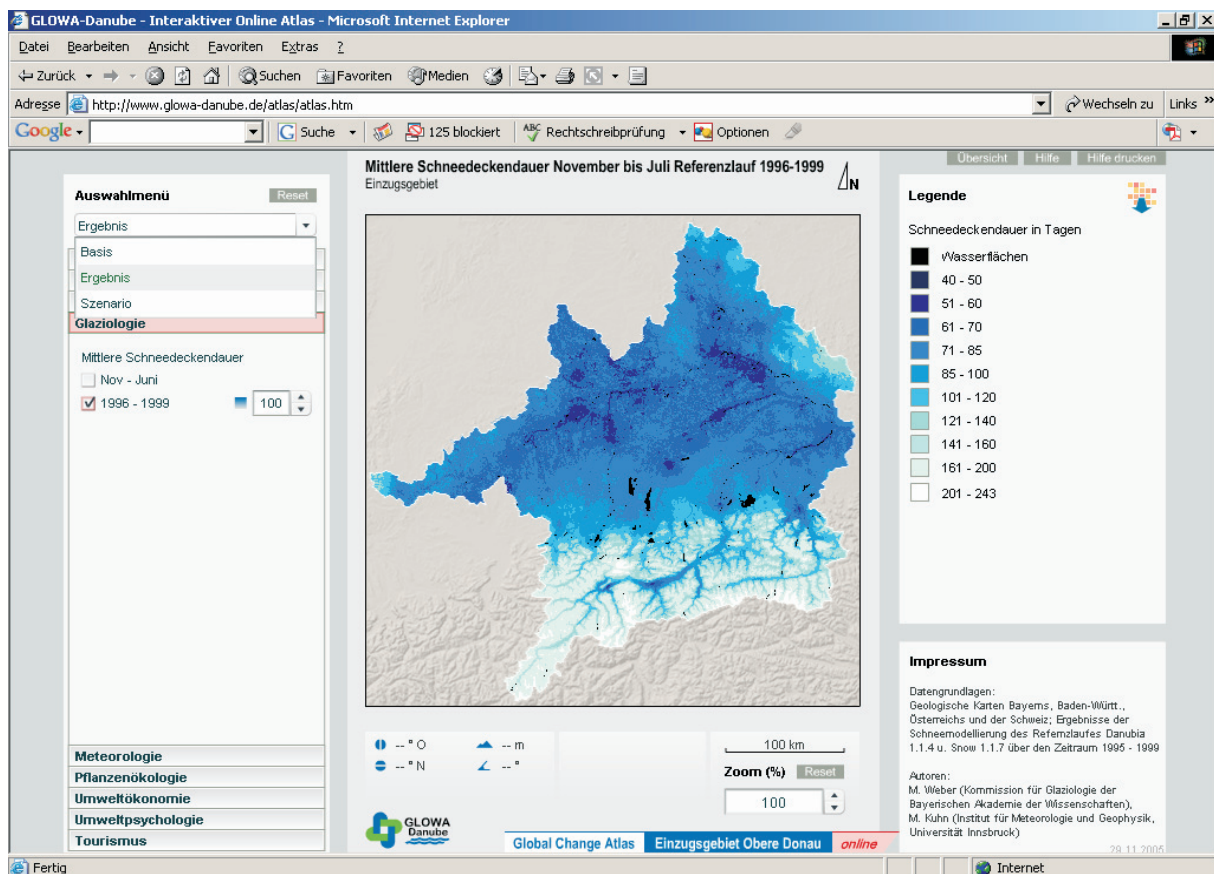 GLOWA-Danube - Interaktiver Online Atlas - Microsoft Internet Explorer
Datei Bearbeiten Ansicht Favoriten Extras ?
Zurück Suchen Favoriten Medien
Adresse http://www.glowa-danube.de/atlas/atlas.htm Wechseln zu Links »
Google Suche 125 blockiert ABC Rechtschreibprüfung Optionen
Übersicht Hilfe Hilfe drucken
Auswahlmenü Reset
Ergebnis
Basis
Ergebnis
Szenario
Glaziologie
Mittlere Schneedeckendauer
Nov - Juni
1996 - 1999 100
Meteorologie
Pflanzenökologie
Umweltökonomie
Umweltpsychologie
Tourismus
Mittlere Schneedeckendauer November bis Juli Referenzlauf 1996-1999
Einzugsgebiet
N
-- ° O -- m
-- ° N -- °
100 km
Zoom (%) Reset
100
GLOWA
Danube
Global Change Atlas Einzugsgebiet Obere Donau online
Legende
Schneedeckendauer in Tagen
Wasserflächen
40 - 50
51 - 60
61 - 70
71 - 85
85 - 100
101 - 120
121 - 140
141 - 160
161 - 200
201 - 243
Impressum
Datengrundlagen:
Geologische Karten Bayerns, Baden-Württ.,
Österreichs und der Schweiz; Ergebnisse der
Schneemodellierung des Refernzlaufes Danubia
1.1.4 u. Snow 1.1.7 über den Zeitraum 1995 - 1999
Autoren:
M. Weber (Kommission für Glaziologie der
Bayerischen Akademie der Wissenschaften),
M. Kuhn (Institut für Meteorologie und Geophysik,
Universität Innsbruck)
29.11.2005
Fertig Internet